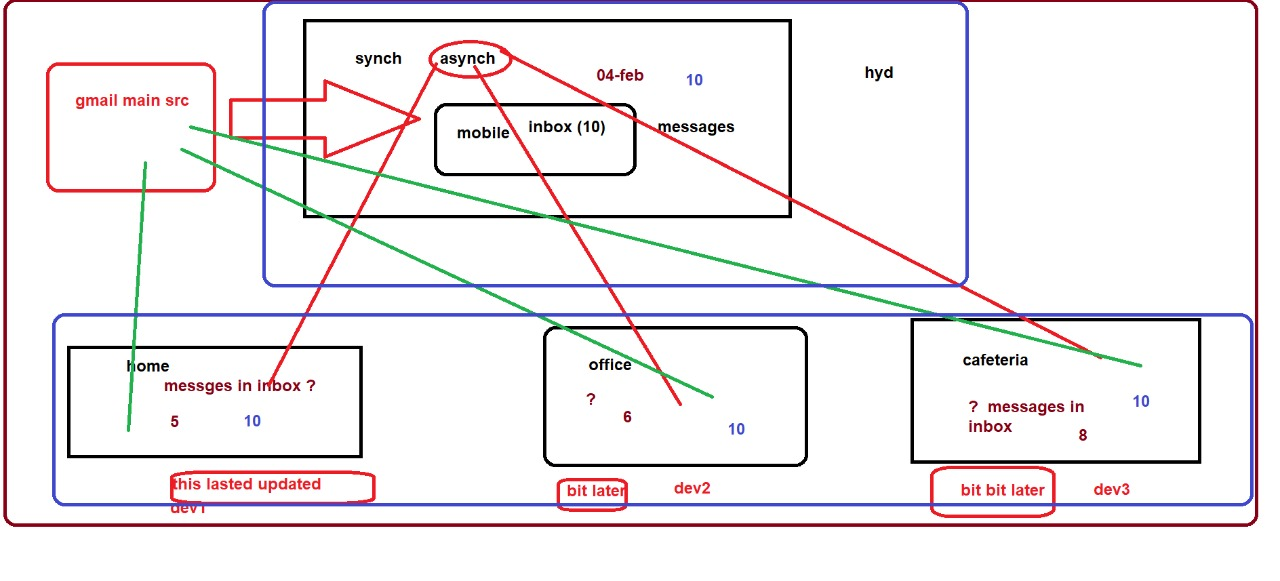 synch
asynch
04-feb
10
hyd
gmail main src
mobile
inbox (10)
messages
home
messges in inbox ?
5
10
office
?
6
10
cafeteria
? messages in
inbox
10
8
this lasted updated
dev1
bit later
dev2
bit bit later
dev3